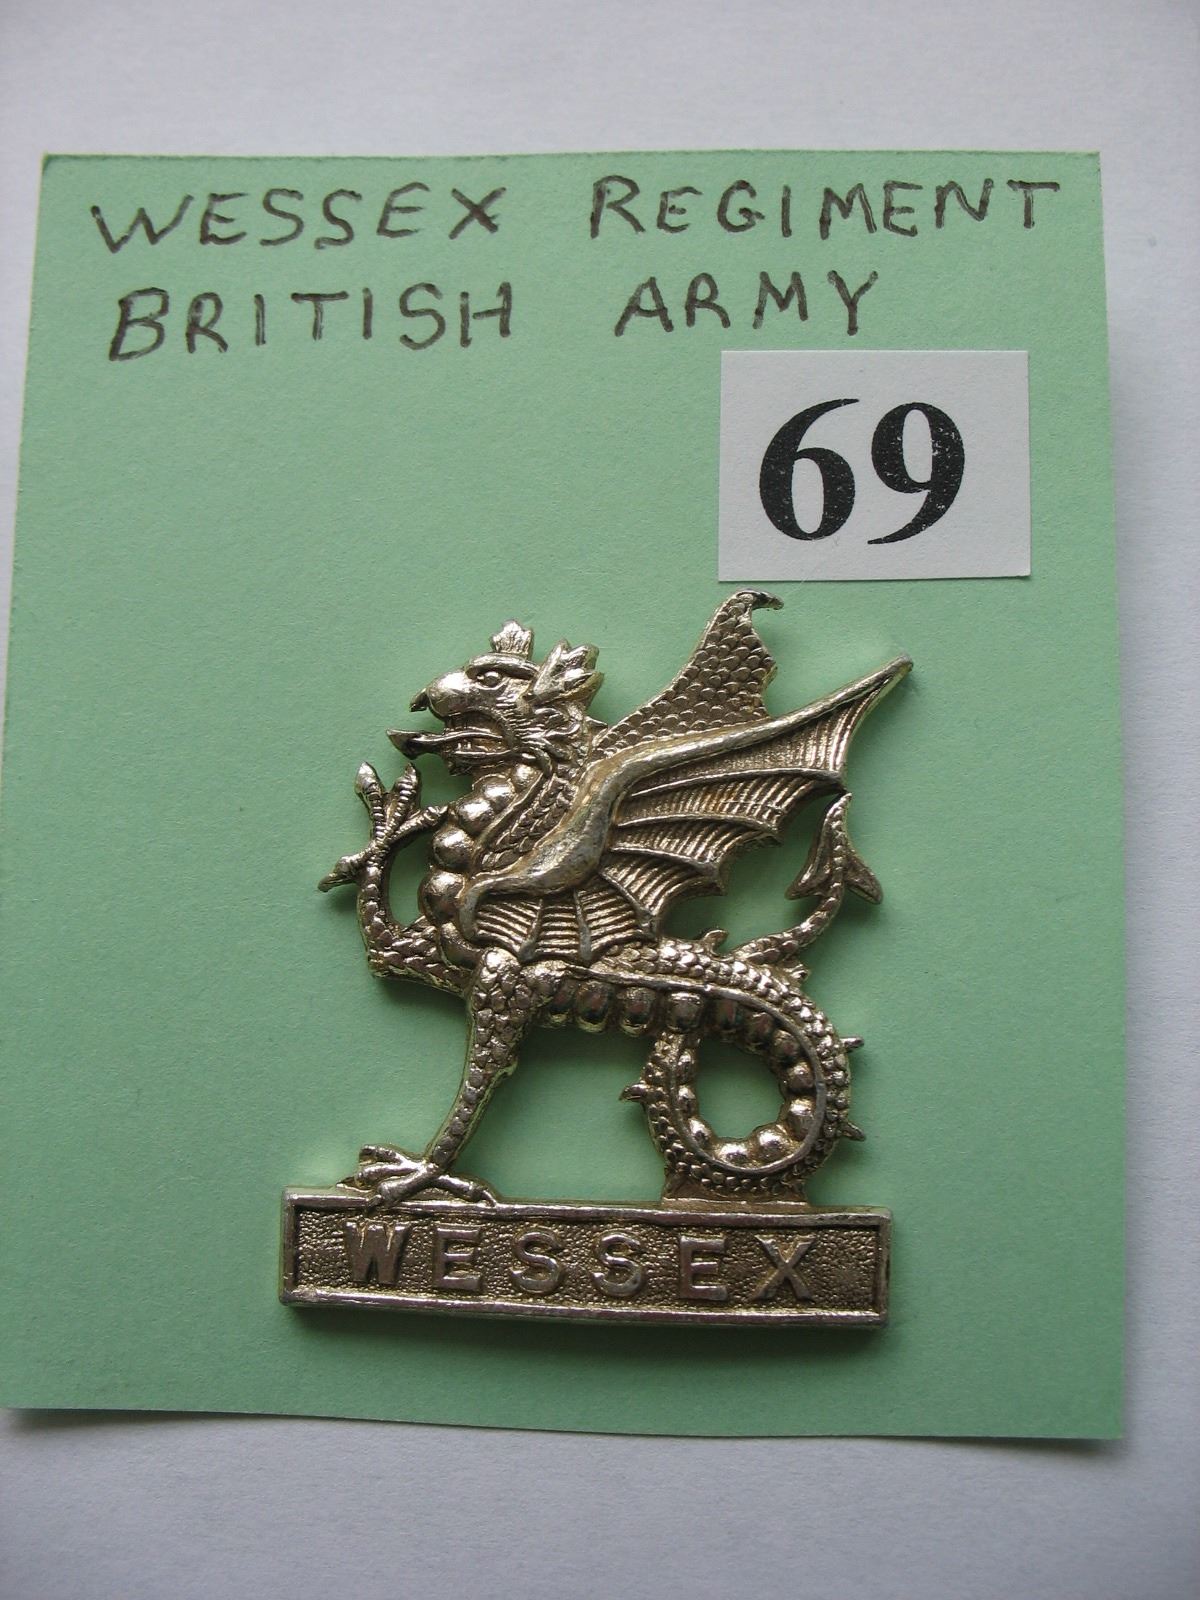 WESSEX REGIMENT
BRITISH ARMY
69
WESSEX